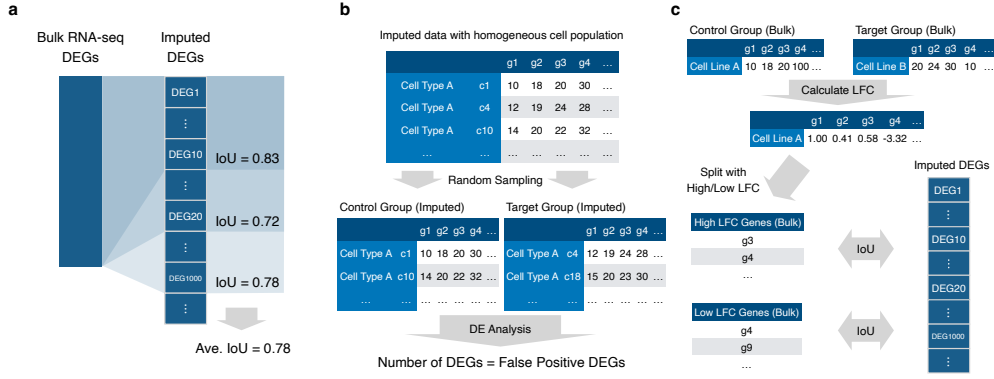 a
Bulk RNA-seq
DEGs
Imputed
DEGs
DEG1
⋮
DEG10
IoU = 0.83
⋮
DEG20
IoU = 0.72
⋮
DEG1000
IoU = 0.78
⋮
Ave. IoU = 0.78
b
Imputed data with homogeneous cell population
g1 g2 g3 g4 ...
Cell Type A c1 10 18 20 30 ...
Cell Type A c4 12 19 24 28 ...
Cell Type A c10 14 20 22 32 ...
... ... ...
Random Sampling
Control Group (Imputed)
g1 g2 g3 g4 ...
Cell Type A c1 10 18 20 30 ...
Cell Type A c10 14 20 22 32 ...
... ... ...
Target Group (Imputed)
g1 g2 g3 g4 ...
Cell Type A c4 12 19 24 28 ...
Cell Type A c18 15 20 23 30 ...
... ... ...
DE Analysis
Number of DEGs = False Positive DEGs
c
Control Group (Bulk)
g1 g2 g3 g4 ...
Cell Line A 10 18 20 100 ...
Target Group (Bulk)
g1 g2 g3 g4 ...
Cell Line B 20 24 30 10 ...
Calculate LFC
g1 g2 g3 g4 ...
Cell Line A 1.00 0.41 0.58 -3.32 ...
Split with
High/Low LFC
High LFC Genes (Bulk)
g3
g4
...
IoU
Low LFC Genes (Bulk)
g4
g9
...
IoU
Imputed DEGs
DEG1
⋮
DEG10
⋮
DEG20
⋮
DEG1000
⋮